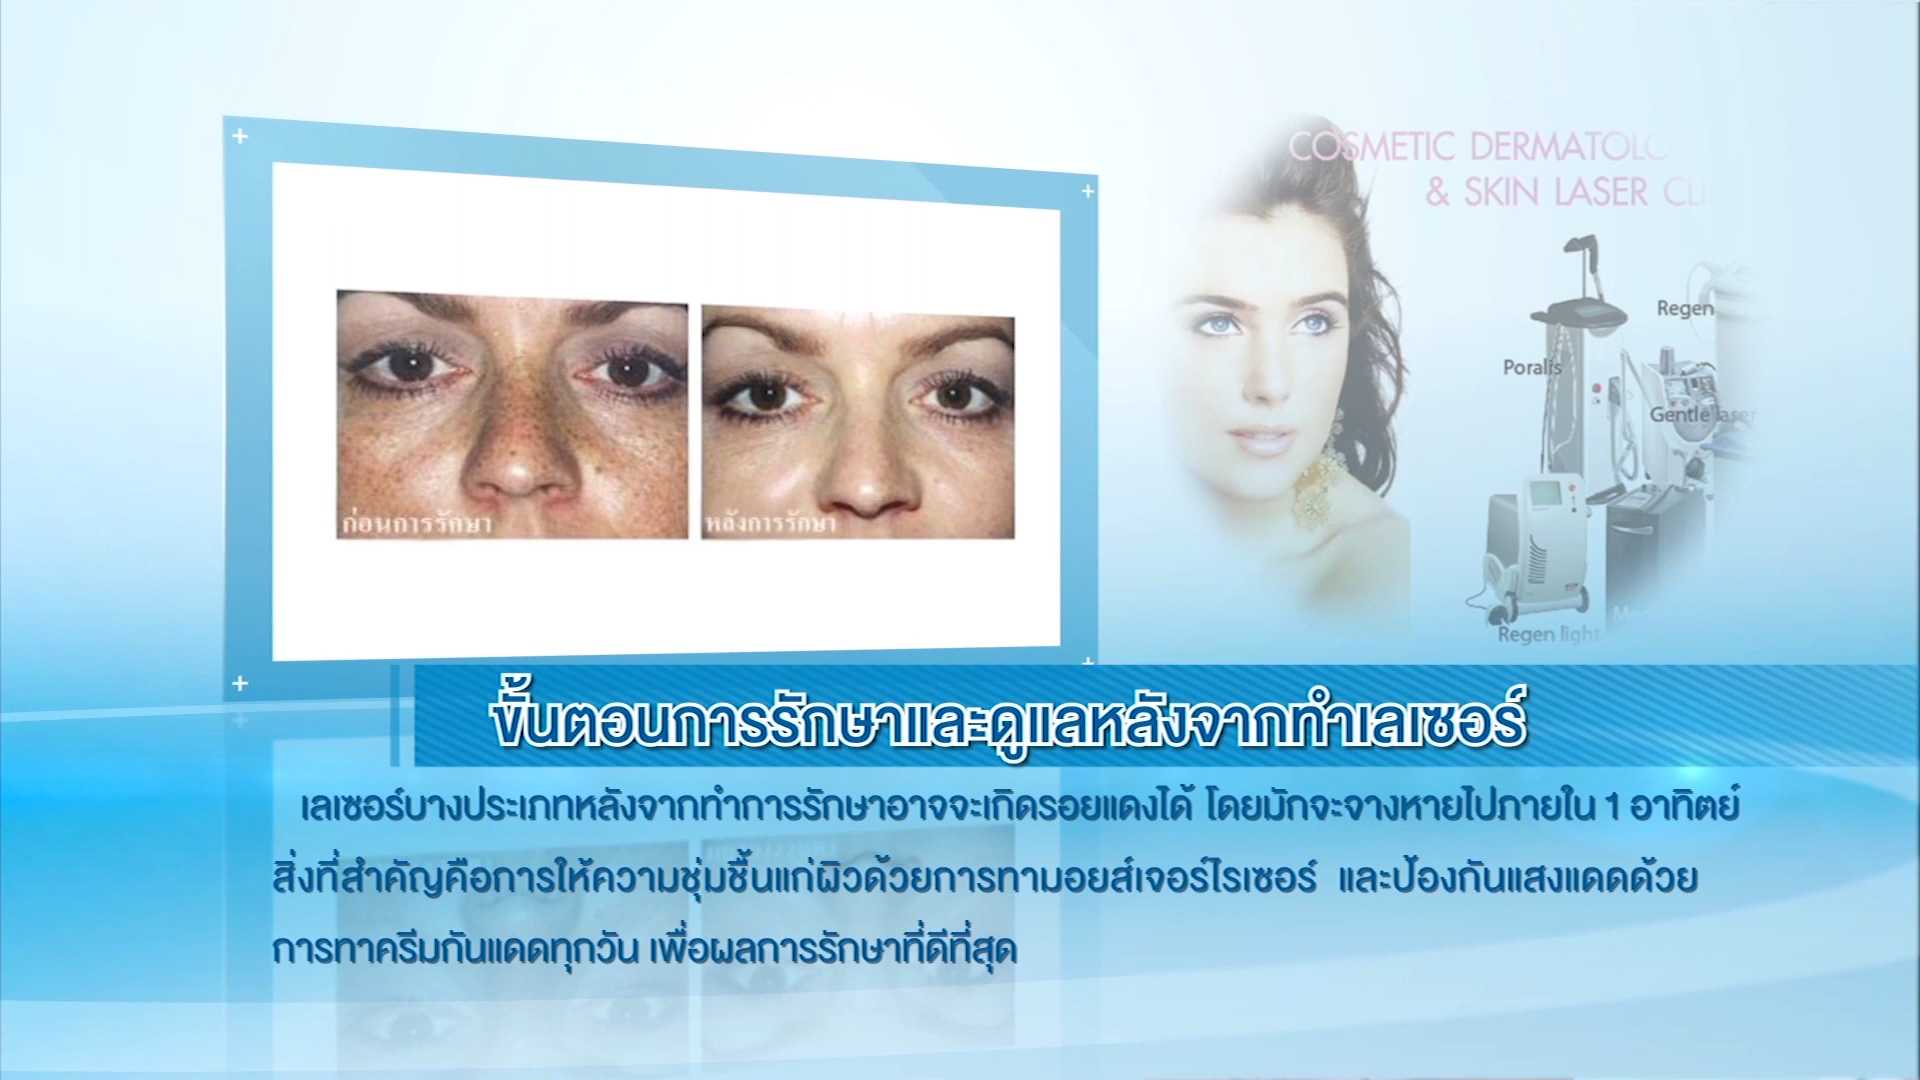 COSMETIC DERMATOLO
& SKIN LASER CLI
Regen
Poralis
Gentle laser
Regen light
ก่อนการรักษา
หลังการรักษา
ขั้นตอนการรักษาและดูแลหลังจากทำเลเซอร์
เลเซอร์บางประเภทหลังจากทำการรักษาอาจจะเกิดรอยแดงได้ โดยมักจะจางหายไปภายใน 1 อาทิตย์
สิ่งที่สำคัญคือการให้ความชุ่มชื้นแก่ผิวด้วยการทามอยส์เจอร์ไรเซอร์ และป้องกันแสงแดดด้วย
การทาครีมกันแดดทุกวัน เพื่อผลการรักษาที่ดีที่สุด